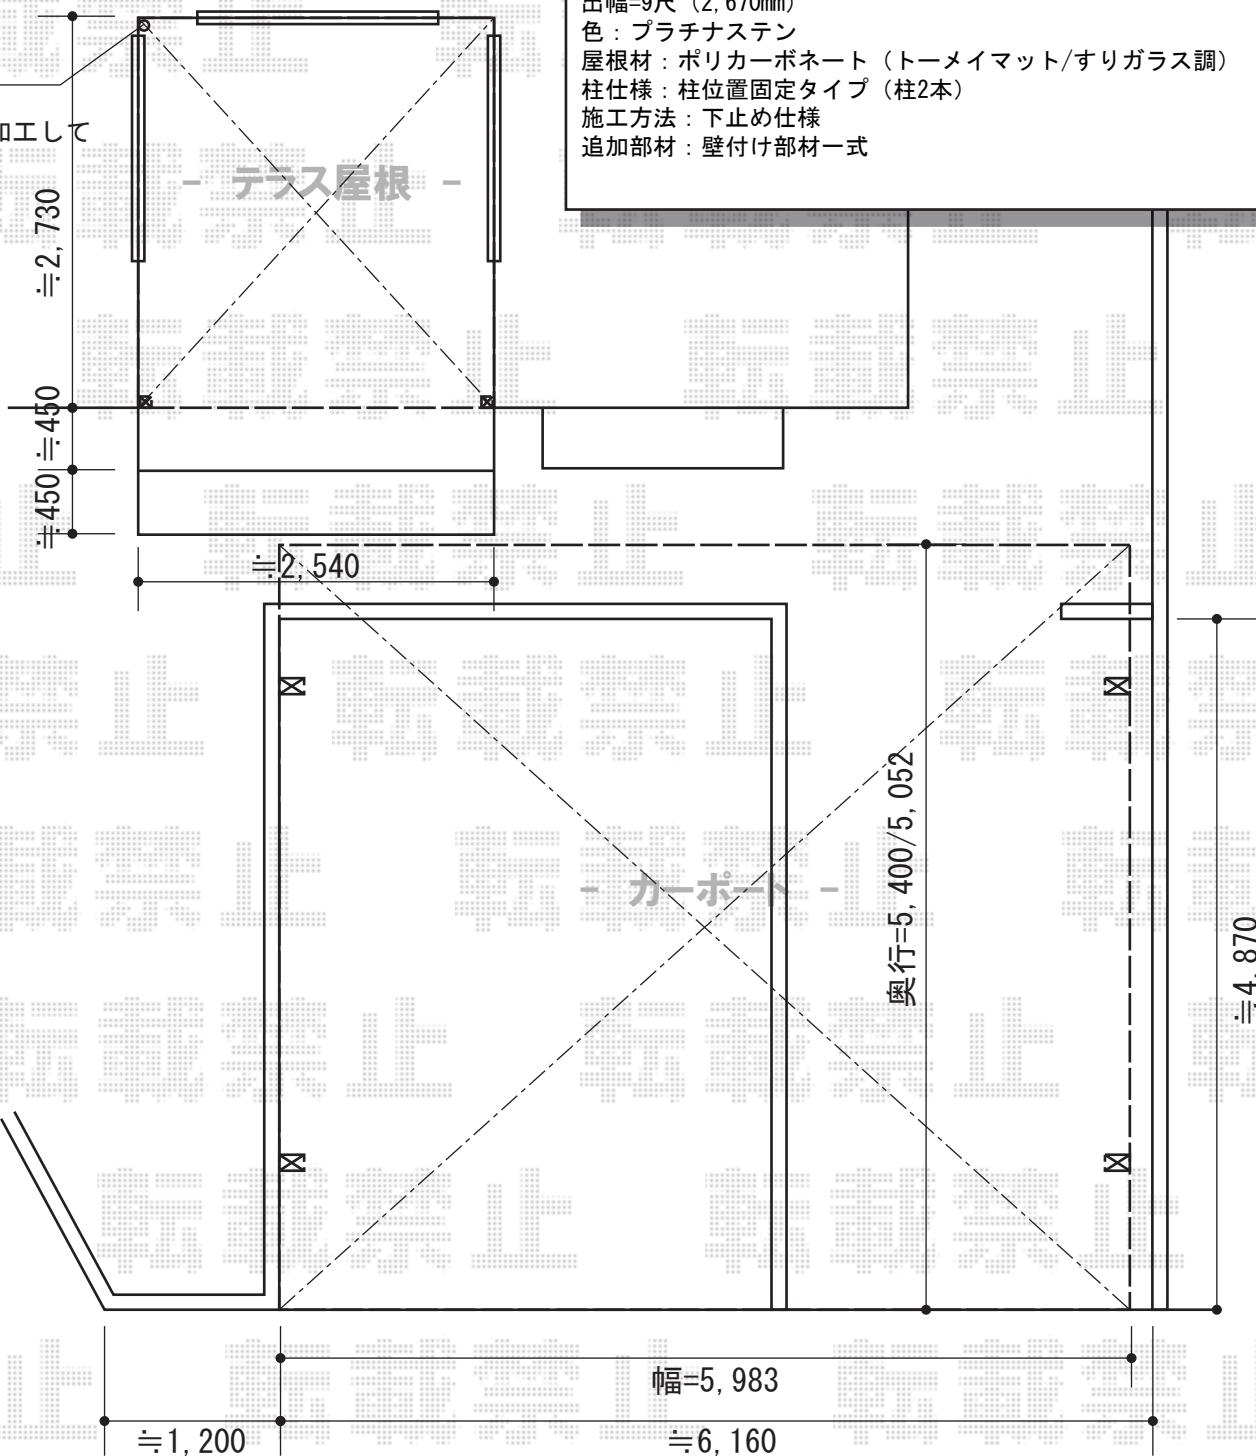 出幅=9尺（2,670mm）
色：プラチナステン
屋根材：ポリカーボネート（トーメイマット/すりガラス調）
柱仕様：柱位置固定タイプ（柱2本）
施工方法：下止め仕様
追加部材：壁付け部材一式
加工して
- テラス屋根 -
≒2,730
≒450
≒450
≒2,540
- カーポート -
奥行=5,400/5,052
≒4,870
幅=5,983
≒1,200
≒6,160
転載禁止